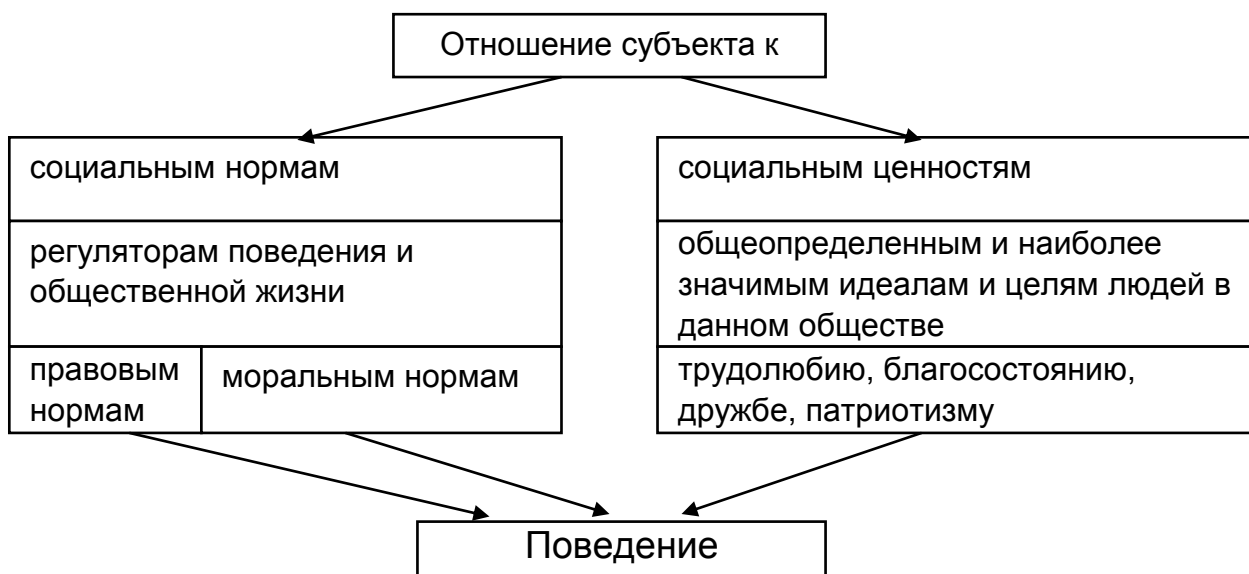 Отношение субъекта к
социальным нормам
регуляторам поведения и
общественной жизни
правовым
нормам
моральным нормам
социальным ценностям
общеопределенным и наиболее
значимым идеалам и целям людей в
данном обществе
трудолюбию, благосостоянию,
дружбе, патриотизму
Поведение